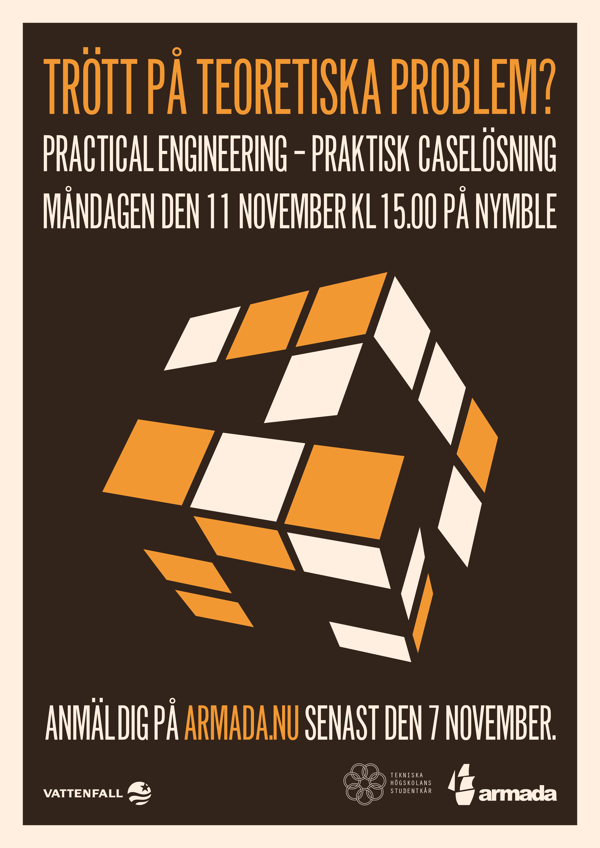 TRÖTT PÅ TEORETISKA PROBLEM?
PRACTICAL ENGINEERING – PRAKTISK CASELÖSNING
MÅNDAGEN DEN 11 NOVEMBER KL 15.00 PÅ NYMBLE
ANMÄL DIG PÅ ARMADA.NU SENAST DEN 7 NOVEMBER.
VATTENFALL
TEKNISKA
HÖGSKOLANS
STUDENTKÅR
armada